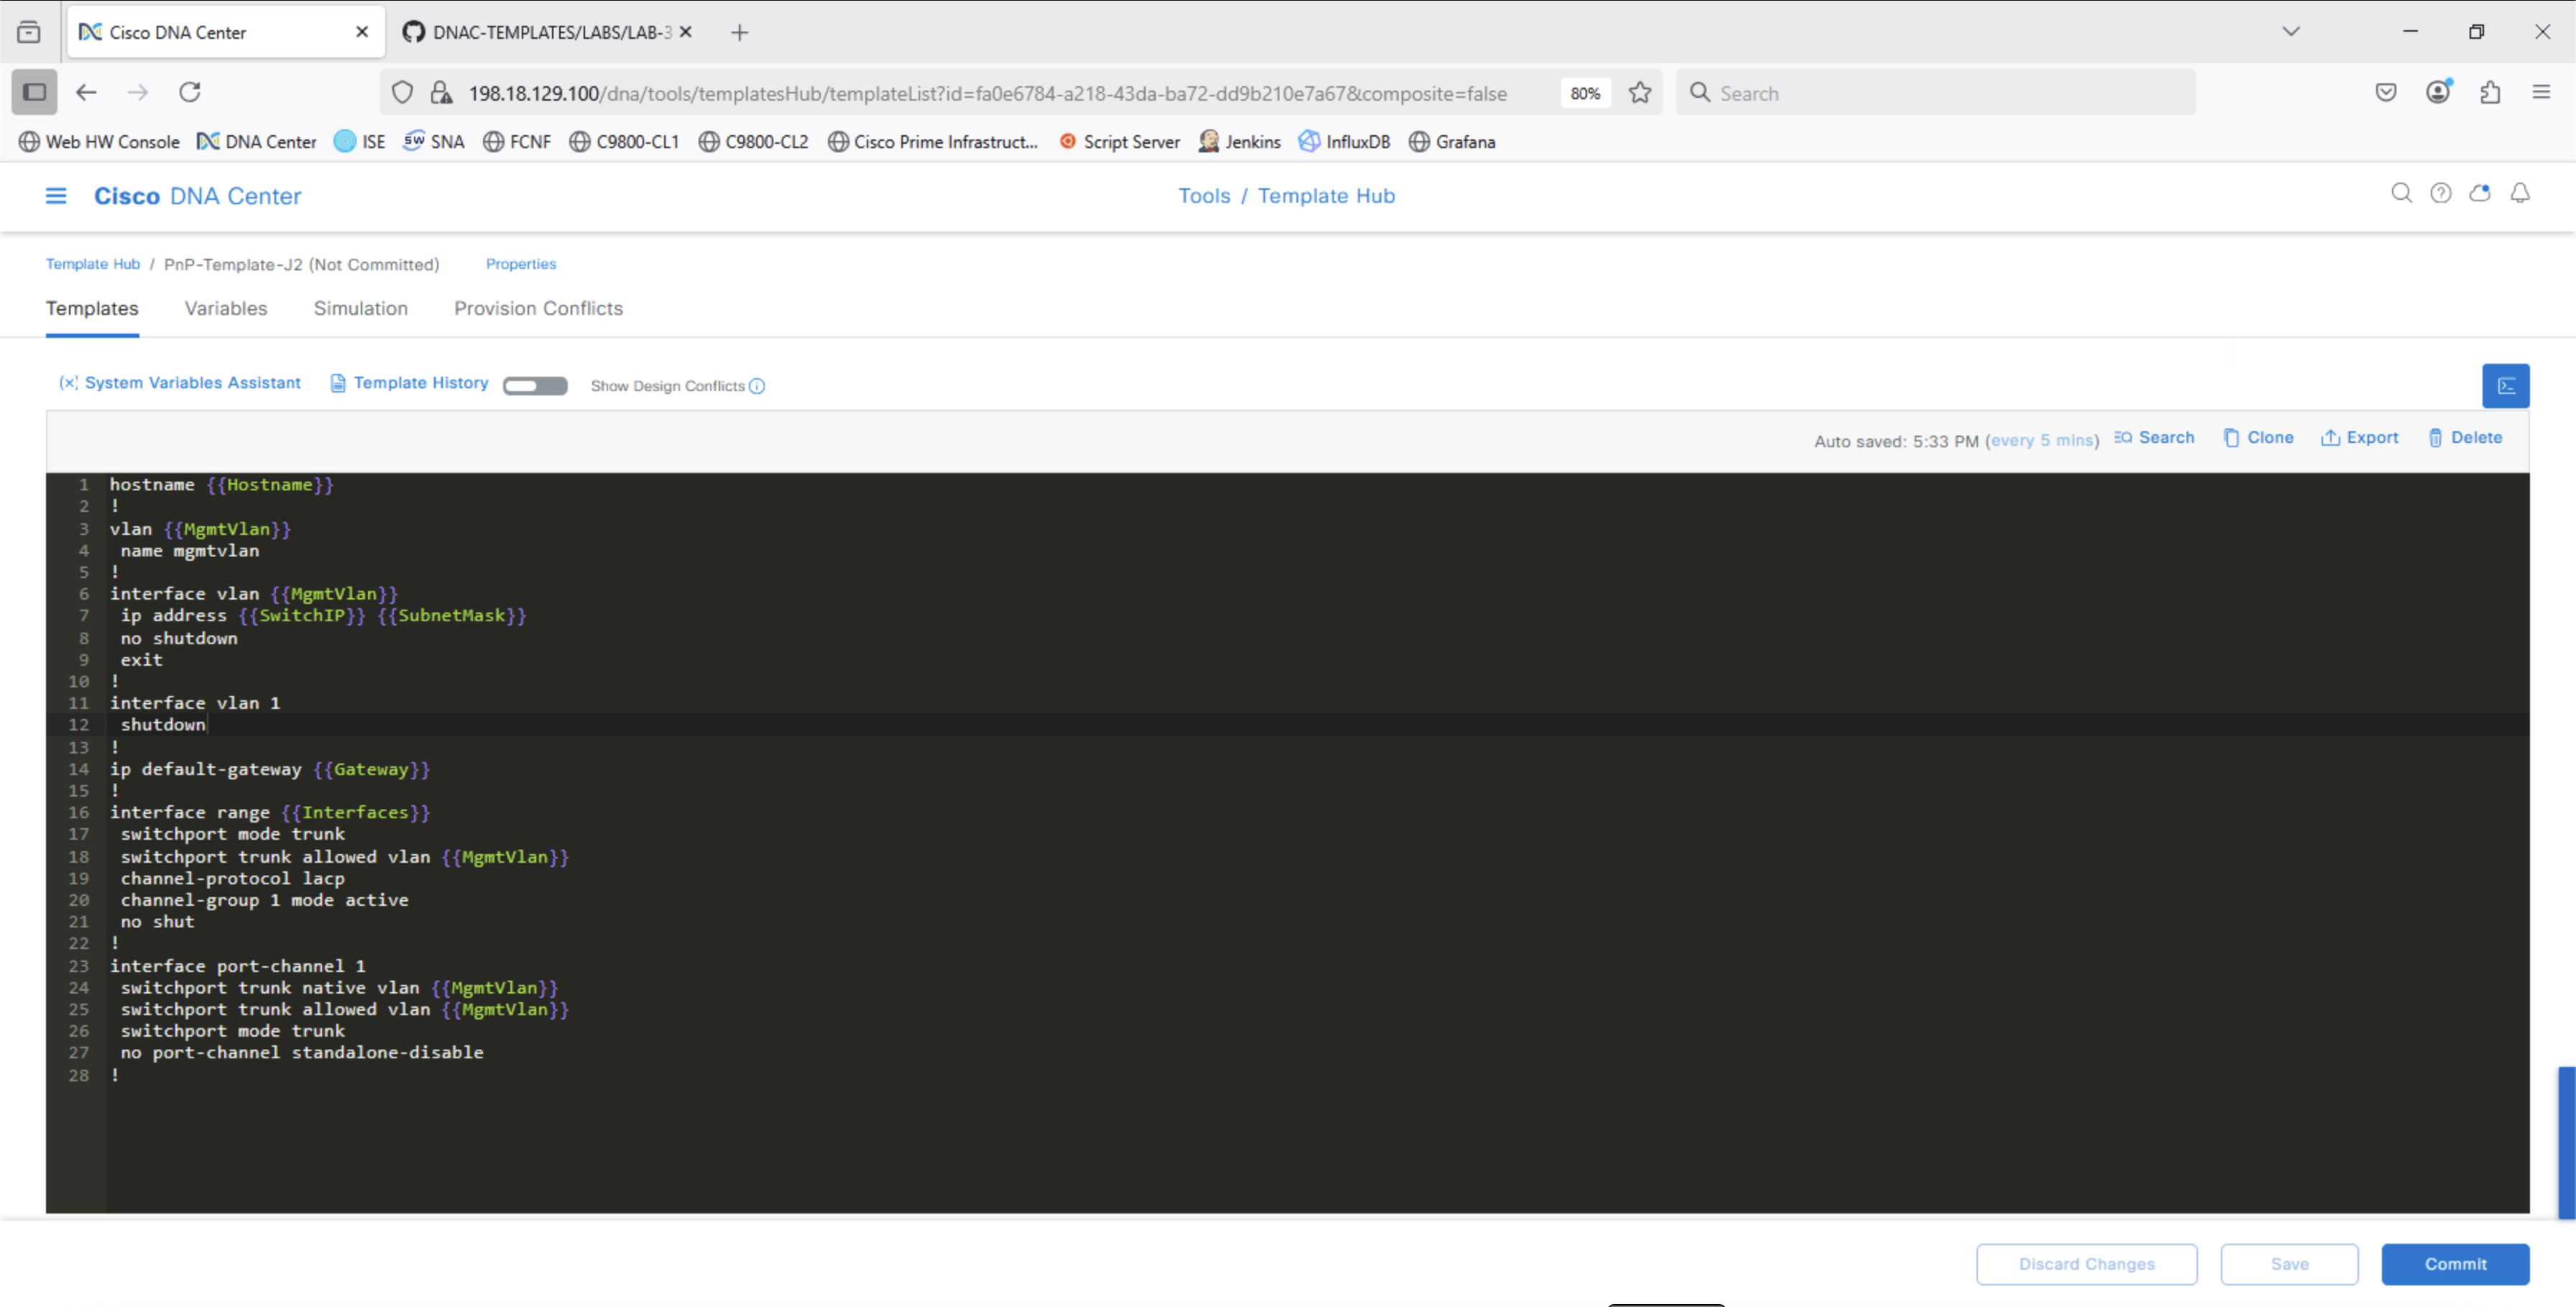 Cisco DNA Center
DNAC-TEMPLATES/LABS/LAB-3
198.18.129.100/dna/tools/templatesHub/templateList?id=fa0e6784-a218-43da-ba72-dd9b210e7a67&composite=false
80%
Search
Web HW Console
DNA Center
ISE
SW SNA
FCNF
C9800-CL1
C9800-CL2
Cisco Prime Infrastruct...
Script Server
Jenkins
InfluxDB
Grafana
Cisco DNA Center
Tools / Template Hub
Template Hub / PnP-Template-J2 (Not Committed)
Properties
Templates
Variables
Simulation
Provision Conflicts
(×) System Variables Assistant
Template History
Show Design Conflicts
Auto saved: 5:33 PM (every 5 mins)
Search
Clone
Export
Delete
1 hostname {{Hostname}}
2 !
3 vlan {{MgmtVlan}}
4  name mgmtvlan
5 !
6 interface vlan {{MgmtVlan}}
7  ip address {{SwitchIP}} {{SubnetMask}}
8  no shutdown
9  exit
10 !
11 interface vlan 1
12  shutdown
13 !
14 ip default-gateway {{Gateway}}
15 !
16 interface range {{Interfaces}}
17  switchport mode trunk
18  switchport trunk allowed vlan {{MgmtVlan}}
19  channel-protocol lacp
20  channel-group 1 mode active
21  no shut
22 !
23 interface port-channel 1
24  switchport trunk native vlan {{MgmtVlan}}
25  switchport trunk allowed vlan {{MgmtVlan}}
26  switchport mode trunk
27  no port-channel standalone-disable
28 !
Discard Changes
Save
Commit